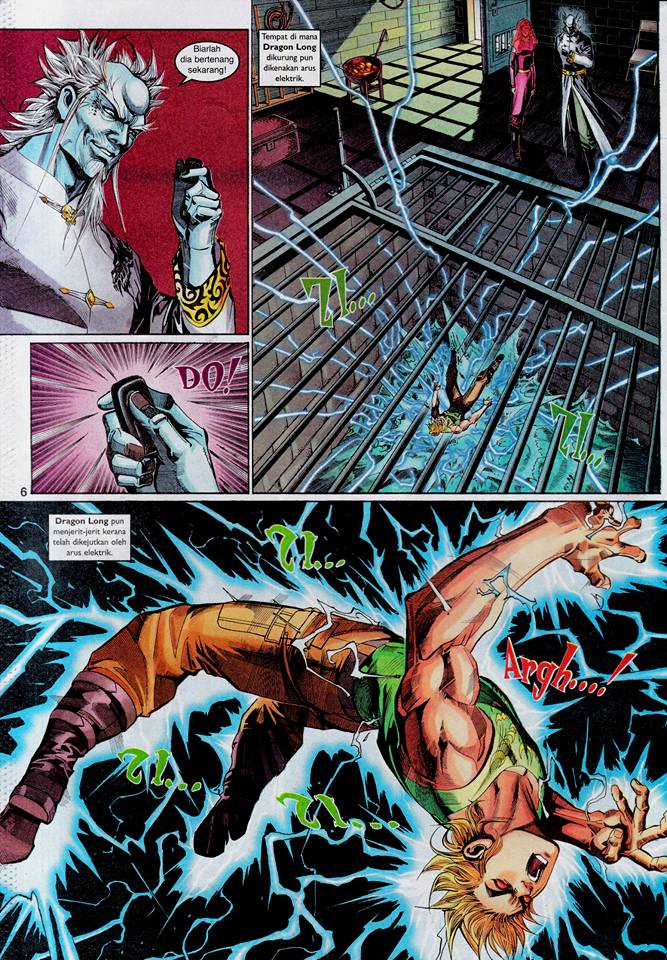 Biarlah
dia bertenang
sekarang!
Tempat di mana
Dragon Long
dikurung pun
dikenakan arus
elektrik.
ZI...
DO!
ZI...
6
Dragon Long pun
menjerit-jerit kerana
telah dikejutkan oleh
arus elektrik.
ZI...
Argh....!
ZI...
ZI...